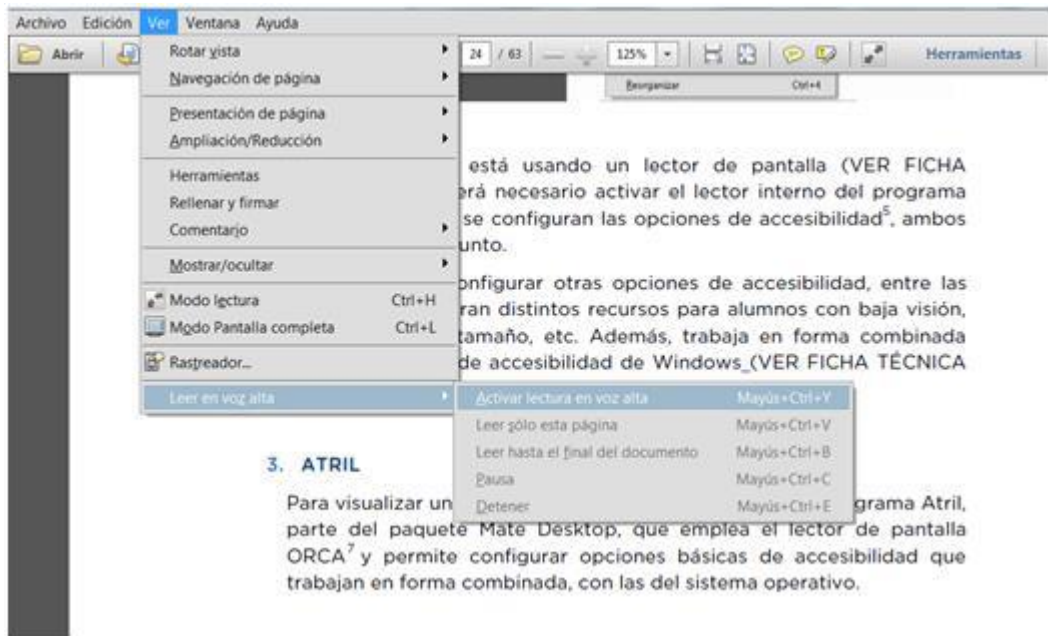 Archivo Edición Ver Ventana Ayuda
Abrir 24 / 63 125% Herramientas
Rotar vista
Navegación de página
Presentación de página
Ampliación/Reducción
Herramientas
Rellenar y firmar
Comentario
Mostrar/ocultar
Modo lectura Ctrl+H
Modo Pantalla completa Ctrl+L
Rastreador...
Leer en voz alta
Activar lectura en voz alta Mayús+Ctrl+Y
Leer sólo esta página Mayús+Ctrl+V
Leer hasta el final del documento Mayús+Ctrl+B
Pausa Mayús+Ctrl+C
Detener Mayús+Ctrl+E
Reorganizar Ctrl+4
está usando un lector de pantalla (VER FICHA
erá necesario activar el lector interno del programa
se configuran las opciones de accesibilidad5, ambos
unto.
onfigurar otras opciones de accesibilidad, entre las
ran distintos recursos para alumnos con baja visión,
tamaño, etc. Además, trabaja en forma combinada
de accesibilidad de Windows_(VER FICHA TÉCNICA
3. ATRIL
Para visualizar un grama Atril,
parte del paquete Mate Desktop, que emplea el lector de pantalla
ORCA7 y permite configurar opciones básicas de accesibilidad que
trabajan en forma combinada, con las del sistema operativo.